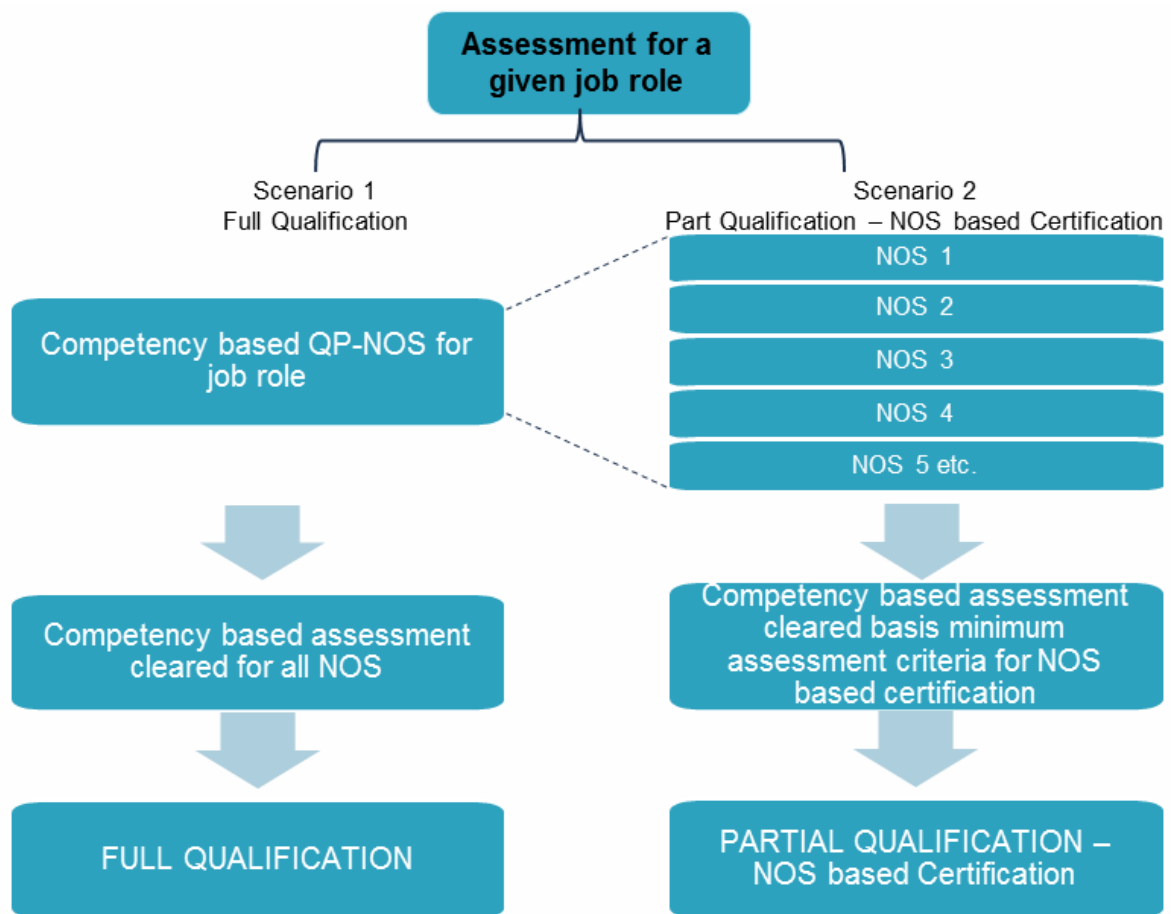 Assessment for a
given job role
Scenario 1
Full Qualification
Scenario 2
Part Qualification – NOS based Certification
Competency based QP-NOS for
job role
NOS 1
NOS 2
NOS 3
NOS 4
NOS 5 etc.
Competency based assessment
cleared for all NOS
Competency based assessment
cleared basis minimum
assessment criteria for NOS
based certification
FULL QUALIFICATION
PARTIAL QUALIFICATION –
NOS based Certification